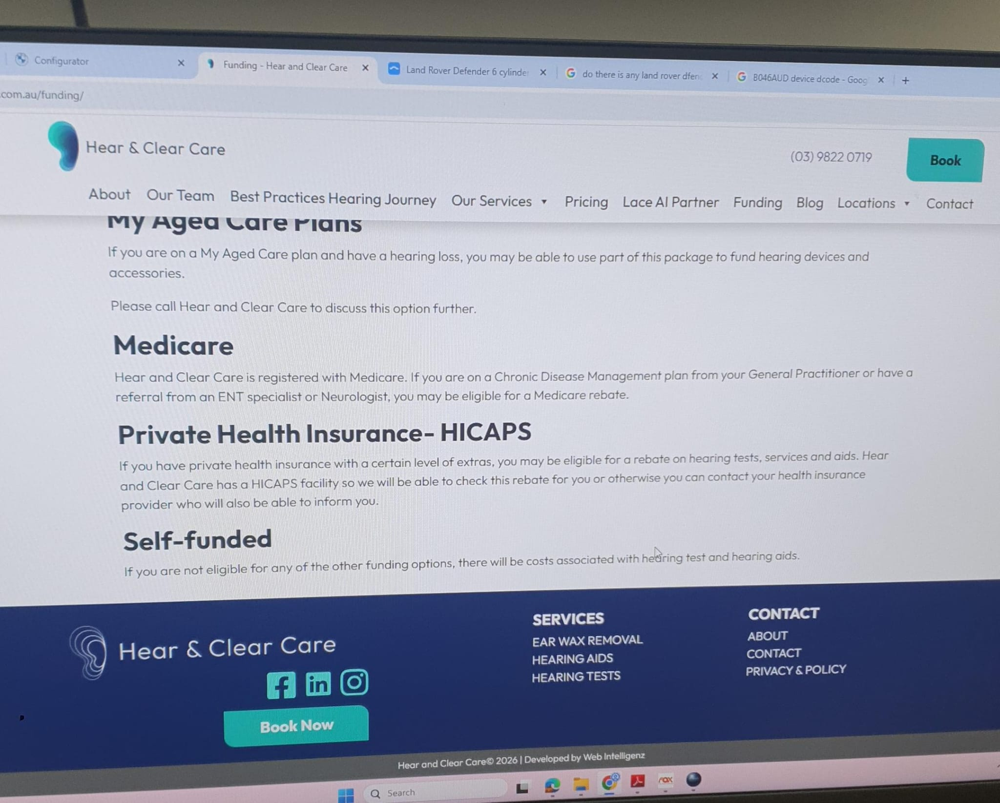 Configurator
Funding - Hear and Clear Care
Land Rover Defender 6 cylinder
do there is any land rover dfen
B046AUD device dcode - Goog
.com.au/funding/
Hear & Clear Care
(03) 9822 0719
Book
About Our Team Best Practices Hearing Journey Our Services Pricing Lace AI Partner Funding Blog Locations Contact
My Aged Care Plans
If you are on a My Aged Care plan and have a hearing loss, you may be able to use part of this package to fund hearing devices and
accessories.
Please call Hear and Clear Care to discuss this option further.
Medicare
Hear and Clear Care is registered with Medicare. If you are on a Chronic Disease Management plan from your General Practitioner or have a
referral from an ENT specialist or Neurologist, you may be eligible for a Medicare rebate.
Private Health Insurance- HICAPS
If you have private health insurance with a certain level of extras, you may be eligible for a rebate on hearing tests, services and aids. Hear
and Clear Care has a HICAPS facility so we will be able to check this rebate for you or otherwise you can contact your health insurance
provider who will also be able to inform you.
Self-funded
If you are not eligible for any of the other funding options, there will be costs associated with hearing test and hearing aids.
Hear & Clear Care
Book Now
SERVICES
EAR WAX REMOVAL
HEARING AIDS
HEARING TESTS
CONTACT
ABOUT
CONTACT
PRIVACY & POLICY
Hear and Clear Care© 2026 | Developed by Web Intelligenz
Search